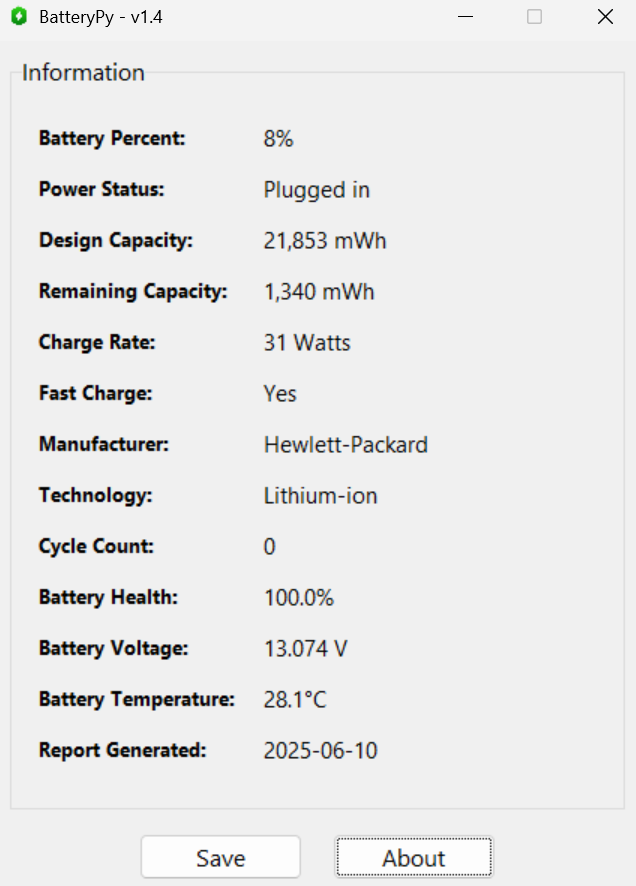 BatteryPy - v1.4
Information
Battery Percent: 8%
Power Status: Plugged in
Design Capacity: 21,853 mWh
Remaining Capacity: 1,340 mWh
Charge Rate: 31 Watts
Fast Charge: Yes
Manufacturer: Hewlett-Packard
Technology: Lithium-ion
Cycle Count: 0
Battery Health: 100.0%
Battery Voltage: 13.074 V
Battery Temperature: 28.1°C
Report Generated: 2025-06-10
Save About